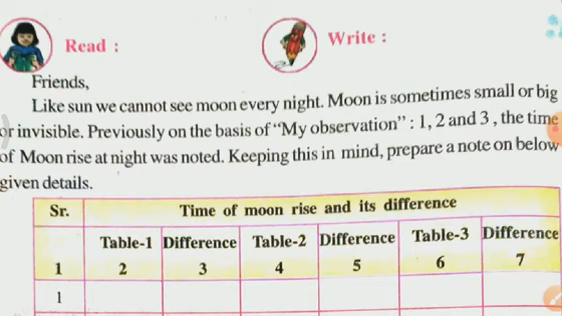 Read :
Write :
Friends,
Like sun we cannot see moon every night. Moon is sometimes small or big
or invisible. Previously on the basis of “My observation” : 1, 2 and 3 , the time
of Moon rise at night was noted. Keeping this in mind, prepare a note on below
given details.
Sr. Time of moon rise and its difference
Table-1 Difference Table-2 Difference Table-3 Difference
1 2 3 4 5 6 7
1